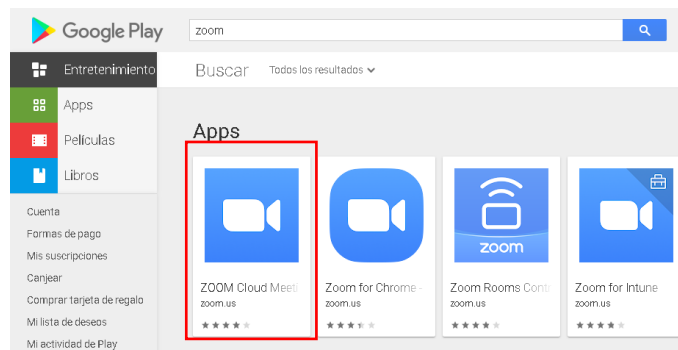 Google Play
zoom
Entretenimiento
Buscar
Todos los resultados
Apps
Películas
Libros
Cuenta
Formas de pago
Mis suscripciones
Canjear
Comprar tarjeta de regalo
Mi lista de deseos
Mi actividad de Play
Apps
ZOOM Cloud Meeti
zoom.us
Zoom for Chrome -
zoom.us
zoom
Zoom Rooms Cont
zoom.us
Zoom for Intune
zoom.us